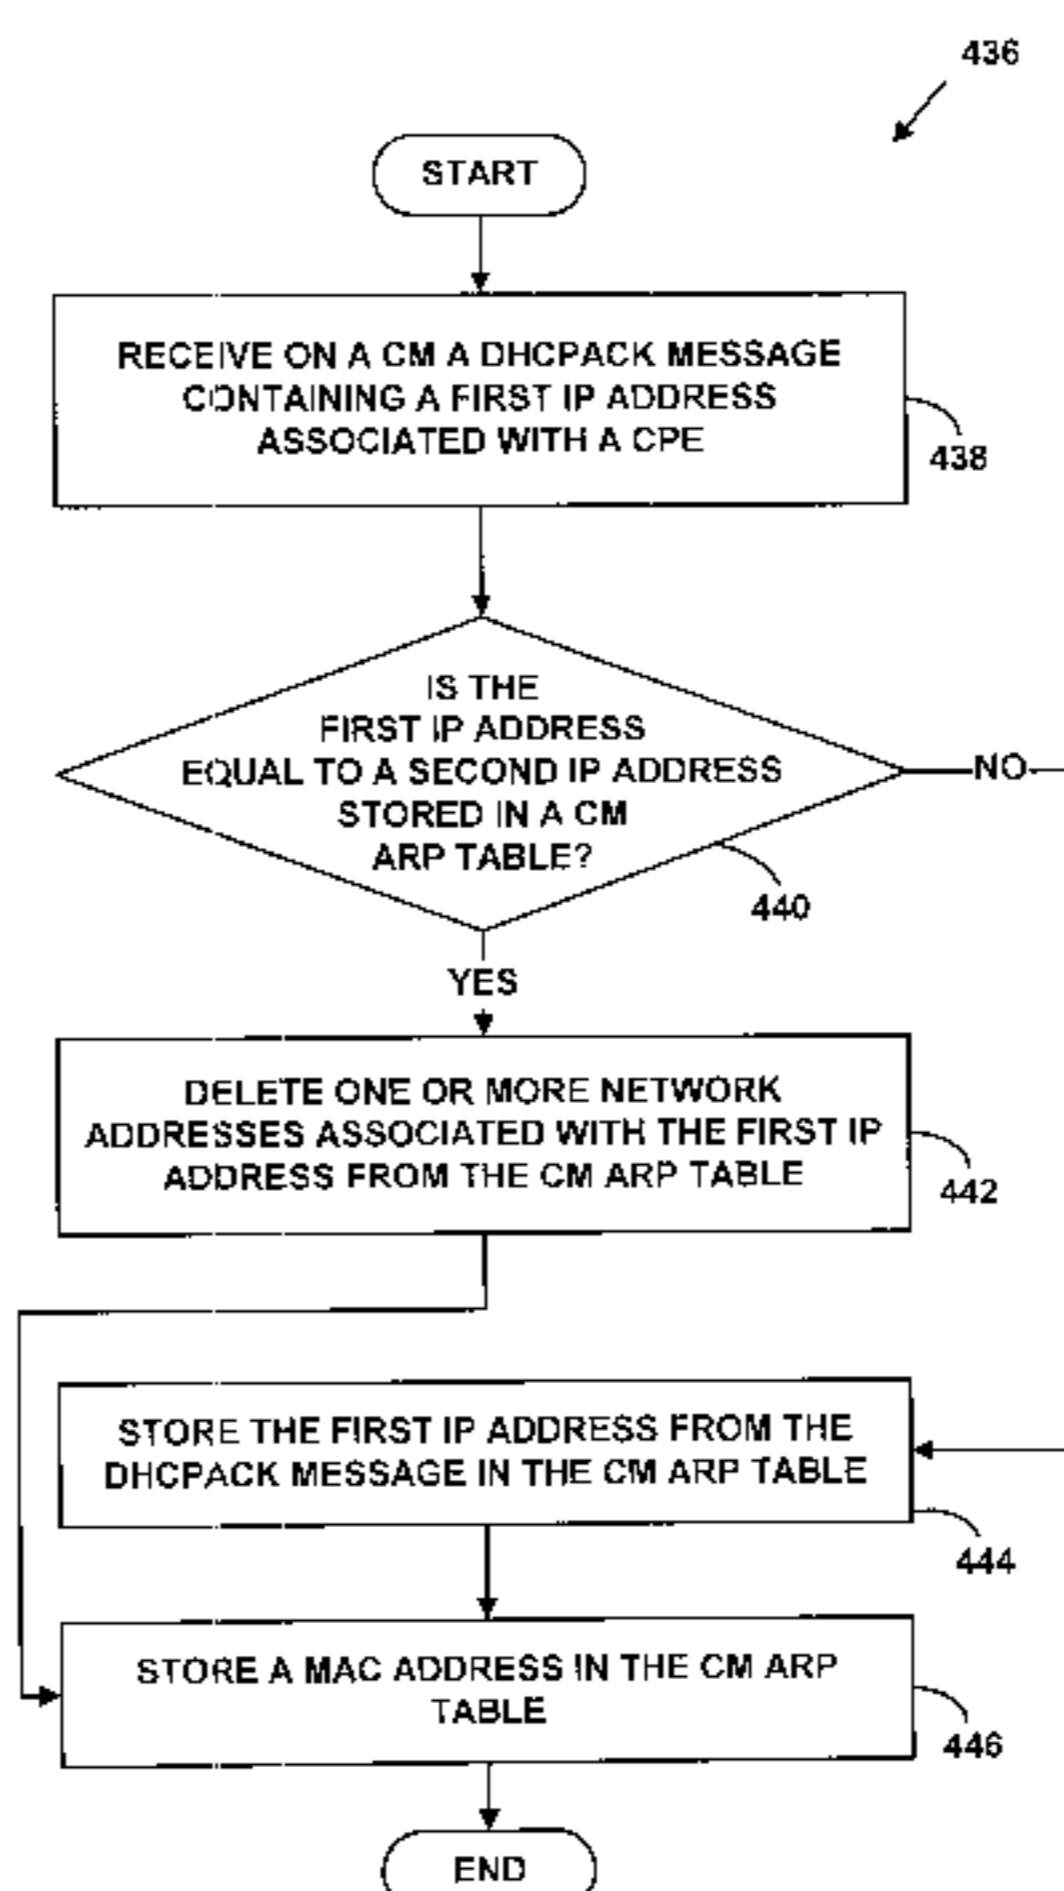 436
START
RECEIVE ON A CM A DHCPACK MESSAGE
CONTAINING A FIRST IP ADDRESS
ASSOCIATED WITH A CPE
438
IS THE
FIRST IP ADDRESS
EQUAL TO A SECOND IP ADDRESS
STORED IN A CM
ARP TABLE?
NO
440
YES
DELETE ONE OR MORE NETWORK
ADDRESSES ASSOCIATED WITH THE FIRST IP
ADDRESS FROM THE CM ARP TABLE
442
STORE THE FIRST IP ADDRESS FROM THE
DHCPACK MESSAGE IN THE CM ARP TABLE
444
STORE A MAC ADDRESS IN THE CM ARP
TABLE
446
END